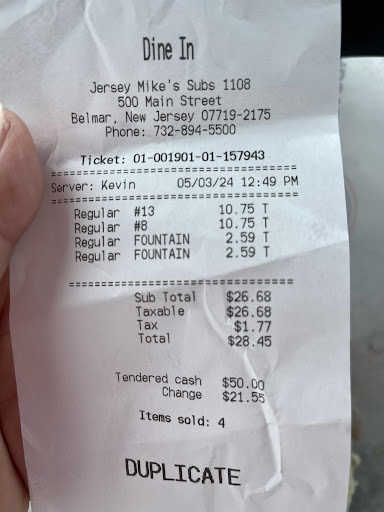 Dine In
Jersey Mike's Subs 1108
500 Main Street
Belmar, New Jersey 07719-2175
Phone: 732-894-5500
Ticket: 01-001901-01-157943
==============================
Server: Kevin 05/03/24 12:49 PM
==============================
Regular #13 10.75 T
Regular #8 10.75 T
Regular FOUNTAIN 2.59 T
Regular FOUNTAIN 2.59 T
==============================
Sub Total $26.68
Taxable $26.68
Tax $1.77
Total $28.45
Tendered cash $50.00
Change $21.55
Items sold: 4
DUPLICATE